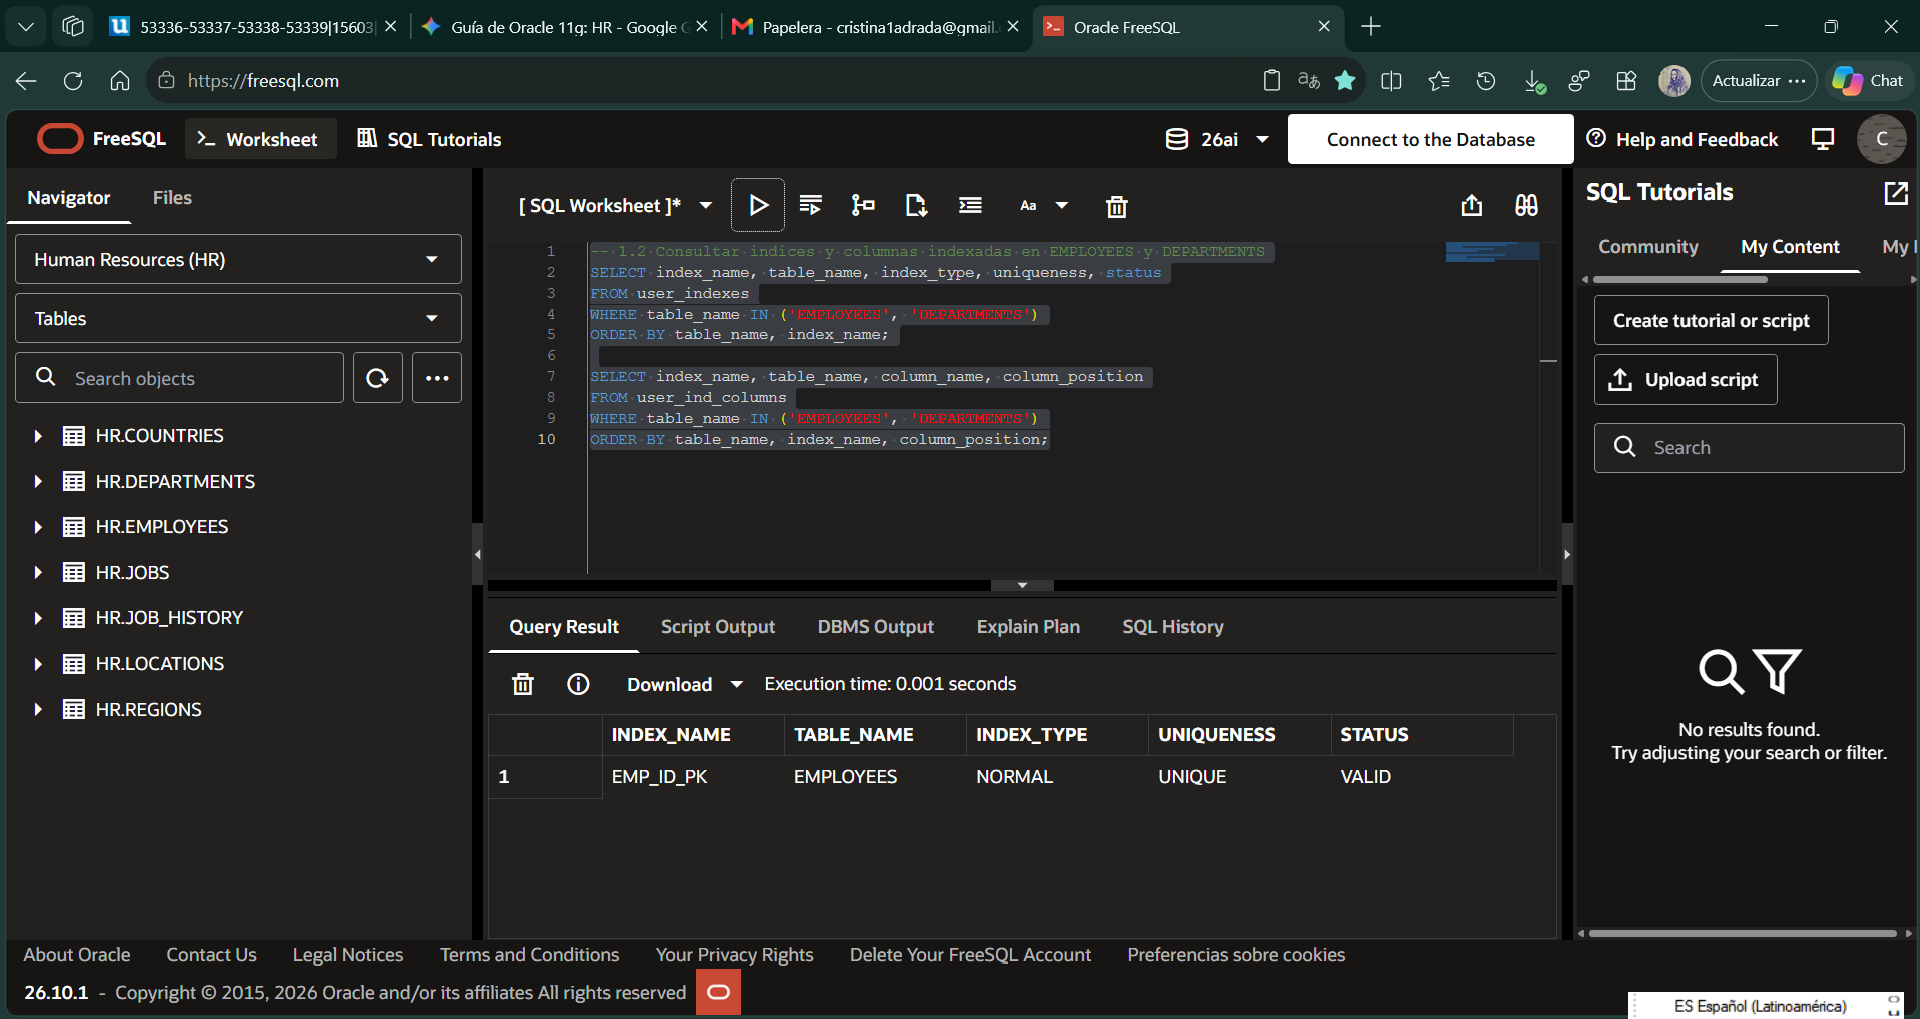 53336-53337-53338-53339|15603|
Guía de Oracle 11g: HR - Google G
Papelera - cristina1adrada@gmail.
Oracle FreeSQL
https://freesql.com
Actualizar
Chat
FreeSQL
Worksheet
SQL Tutorials
26ai
Connect to the Database
Help and Feedback
C
Navigator
Files
Human Resources (HR)
Tables
Search objects
HR.COUNTRIES
HR.DEPARTMENTS
HR.EMPLOYEES
HR.JOBS
HR.JOB_HISTORY
HR.LOCATIONS
HR.REGIONS
[ SQL Worksheet ]*
Aa
1 -- 1.2 Consultar indices y columnas indexadas en EMPLOYEES y DEPARTMENTS
2 SELECT index_name, table_name, index_type, uniqueness, status
3 FROM user_indexes
4 WHERE table_name IN ('EMPLOYEES', 'DEPARTMENTS')
5 ORDER BY table_name, index_name;
6
7 SELECT index_name, table_name, column_name, column_position
8 FROM user_ind_columns
9 WHERE table_name IN ('EMPLOYEES', 'DEPARTMENTS')
10 ORDER BY table_name, index_name, column_position;
Query Result
Script Output
DBMS Output
Explain Plan
SQL History
Download
Execution time: 0.001 seconds
INDEX_NAME TABLE_NAME INDEX_TYPE UNIQUENESS STATUS
1 EMP_ID_PK EMPLOYEES NORMAL UNIQUE VALID
SQL Tutorials
Community
My Content
My
Create tutorial or script
Upload script
Search
No results found.
Try adjusting your search or filter.
About Oracle
Contact Us
Legal Notices
Terms and Conditions
Your Privacy Rights
Delete Your FreeSQL Account
Preferencias sobre cookies
26.10.1 - Copyright © 2015, 2026 Oracle and/or its affiliates All rights reserved
ES Español (Latinoamérica)